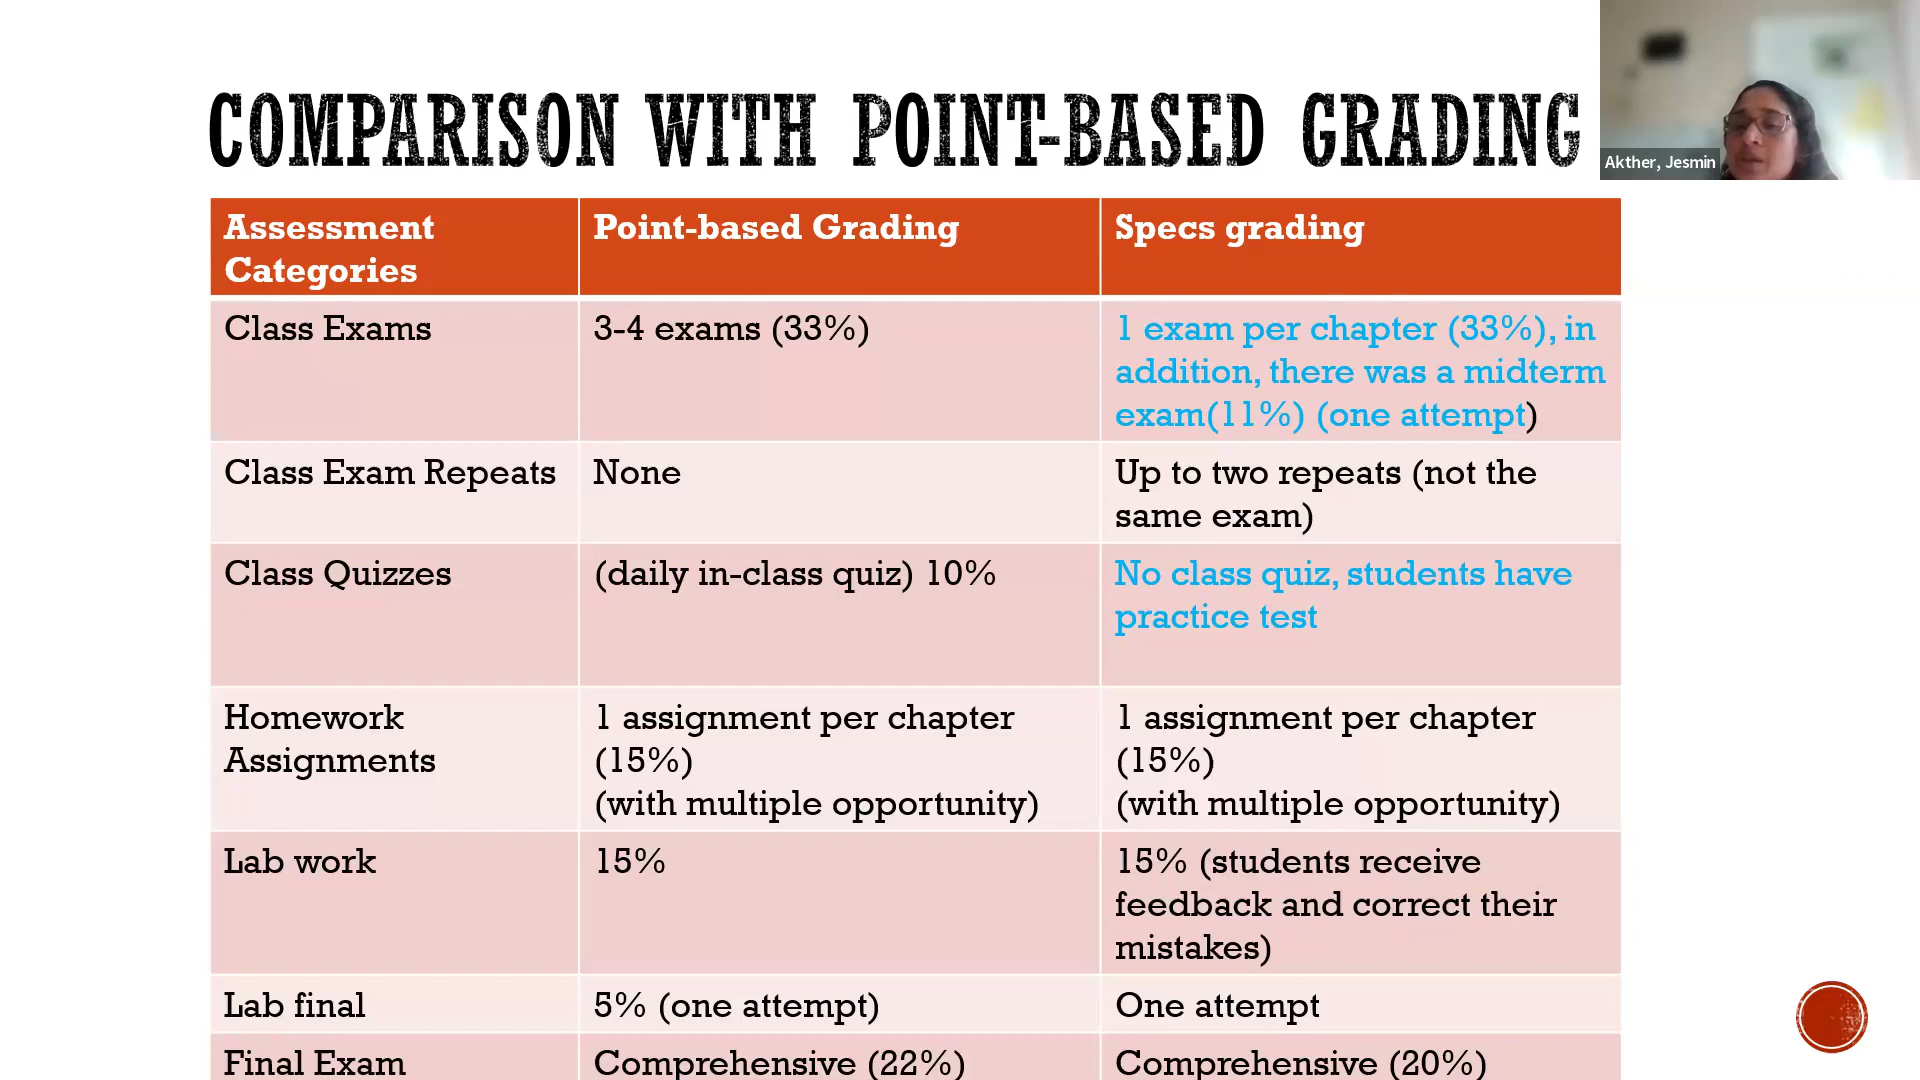 COMPARISON WITH POINT-BASED GRADING
Akther, Jesmin
Assessment
Categories
Point-based Grading
Specs grading
Class Exams
3-4 exams (33%)
1 exam per chapter (33%), in
addition, there was a midterm
exam(11%) (one attempt)
Class Exam Repeats
None
Up to two repeats (not the
same exam)
Class Quizzes
(daily in-class quiz) 10%
No class quiz, students have
practice test
Homework
Assignments
1 assignment per chapter
(15%)
(with multiple opportunity)
1 assignment per chapter
(15%)
(with multiple opportunity)
Lab work
15%
15% (students receive
feedback and correct their
mistakes)
Lab final
5% (one attempt)
One attempt
Final Exam
Comprehensive (22%)
Comprehensive (20%)